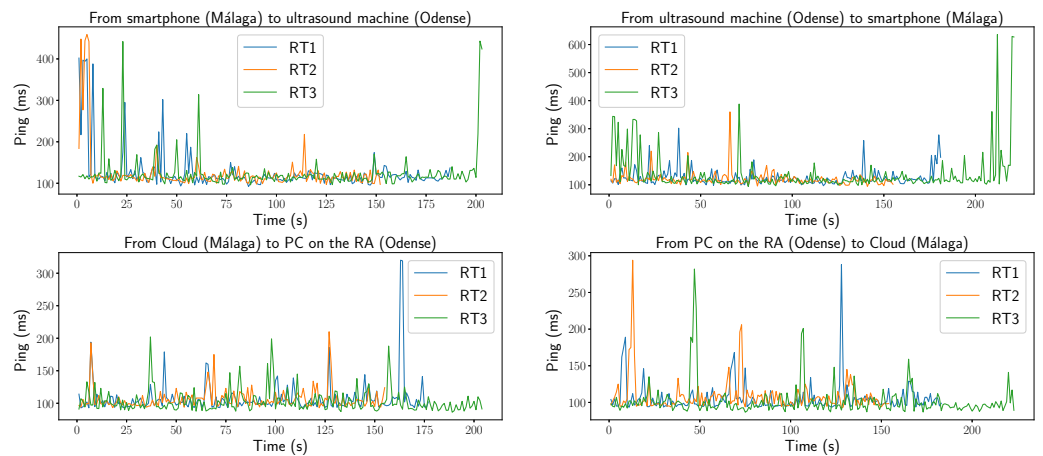 From smartphone (Málaga) to ultrasound machine (Odense)
Ping (ms)
400
300
200
100
RT1
RT2
RT3
0
25
50
75
100
125
150
175
200
Time (s)
From ultrasound machine (Odense) to smartphone (Málaga)
Ping (ms)
600
500
400
300
200
100
RT1
RT2
RT3
0
50
100
150
200
Time (s)
From Cloud (Málaga) to PC on the RA (Odense)
Ping (ms)
300
250
200
150
100
RT1
RT2
RT3
0
25
50
75
100
125
150
175
200
Time (s)
From PC on the RA (Odense) to Cloud (Málaga)
Ping (ms)
300
250
200
150
100
RT1
RT2
RT3
0
50
100
150
200
Time (s)